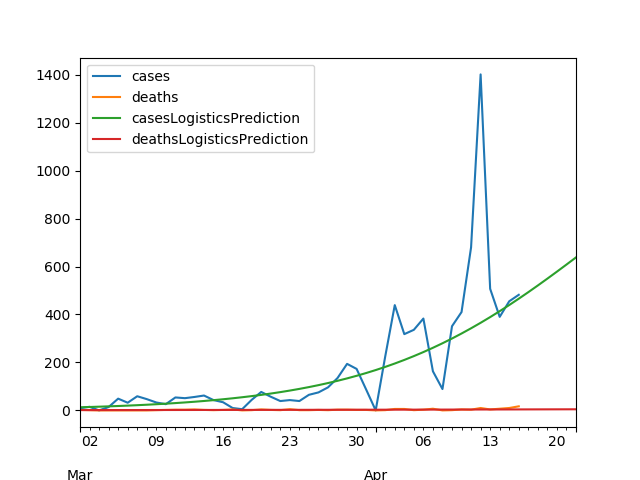 cases
deaths
casesLogisticsPrediction
deathsLogisticsPrediction
1400
1200
1000
800
600
400
200
0
02 09 16 23 30 06 13 20
Mar Apr